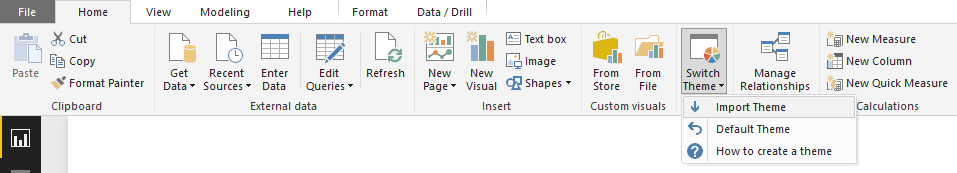 File Home View Modeling Help Format Data / Drill
Paste
Cut
Copy
Format Painter
Clipboard
Get Data
Recent Sources
Enter Data
Edit Queries
Refresh
External data
New Page
New Visual
Text box
Image
Shapes
Insert
From Store
From File
Custom visuals
Switch Theme
Manage Relationships
New Measure
New Column
New Quick Measure
Calculations
Import Theme
Default Theme
How to create a theme